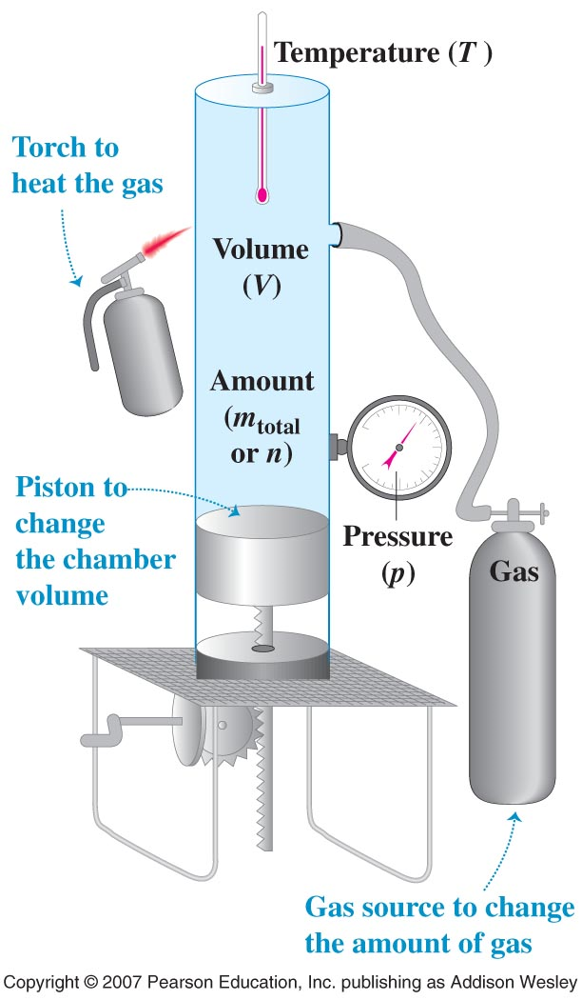 Temperature (T )
Torch to
heat the gas
Volume
(V)
Amount
(m total
or n)
Piston to
change
the chamber
volume
Pressure
(p)
Gas
Gas source to change
the amount of gas
Copyright © 2007 Pearson Education, Inc. publishing as Addison Wesley